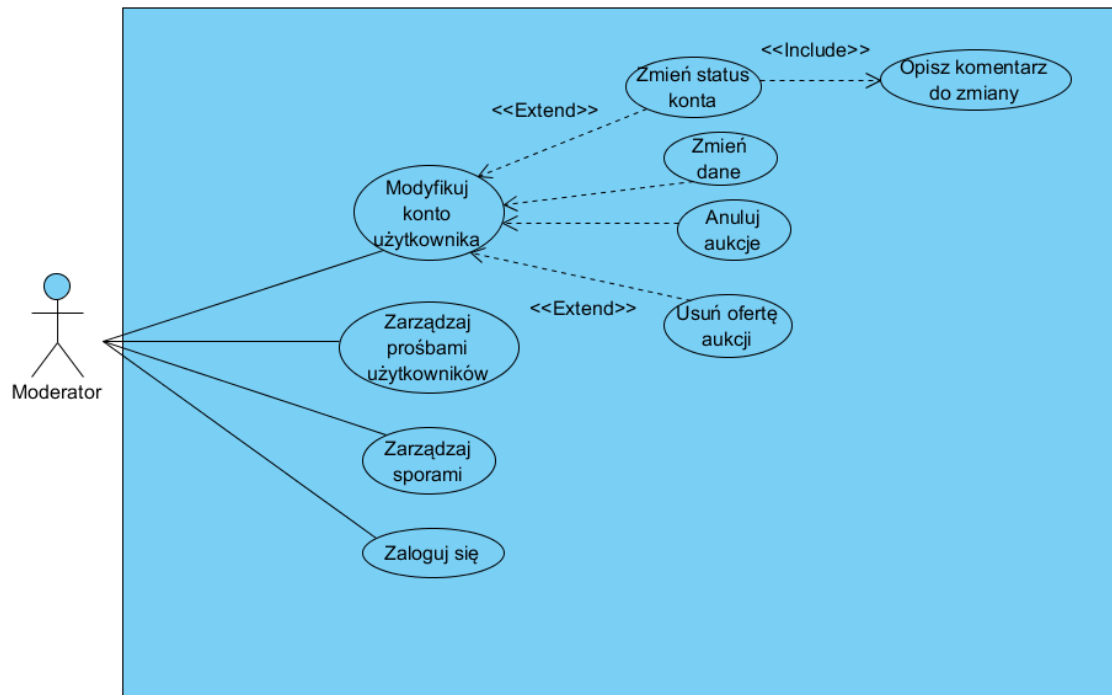 <<Include>>
Zmień status
konta
Opisz komentarz
do zmiany
<<Extend>>
Zmień
dane
Modyfikuj
konto
użytkownika
Anuluj
aukcje
<<Extend>>
Usuń ofertę
aukcji
Zarządzaj
prośbami
użytkowników
Moderator
Zarządzaj
sporami
Zaloguj się